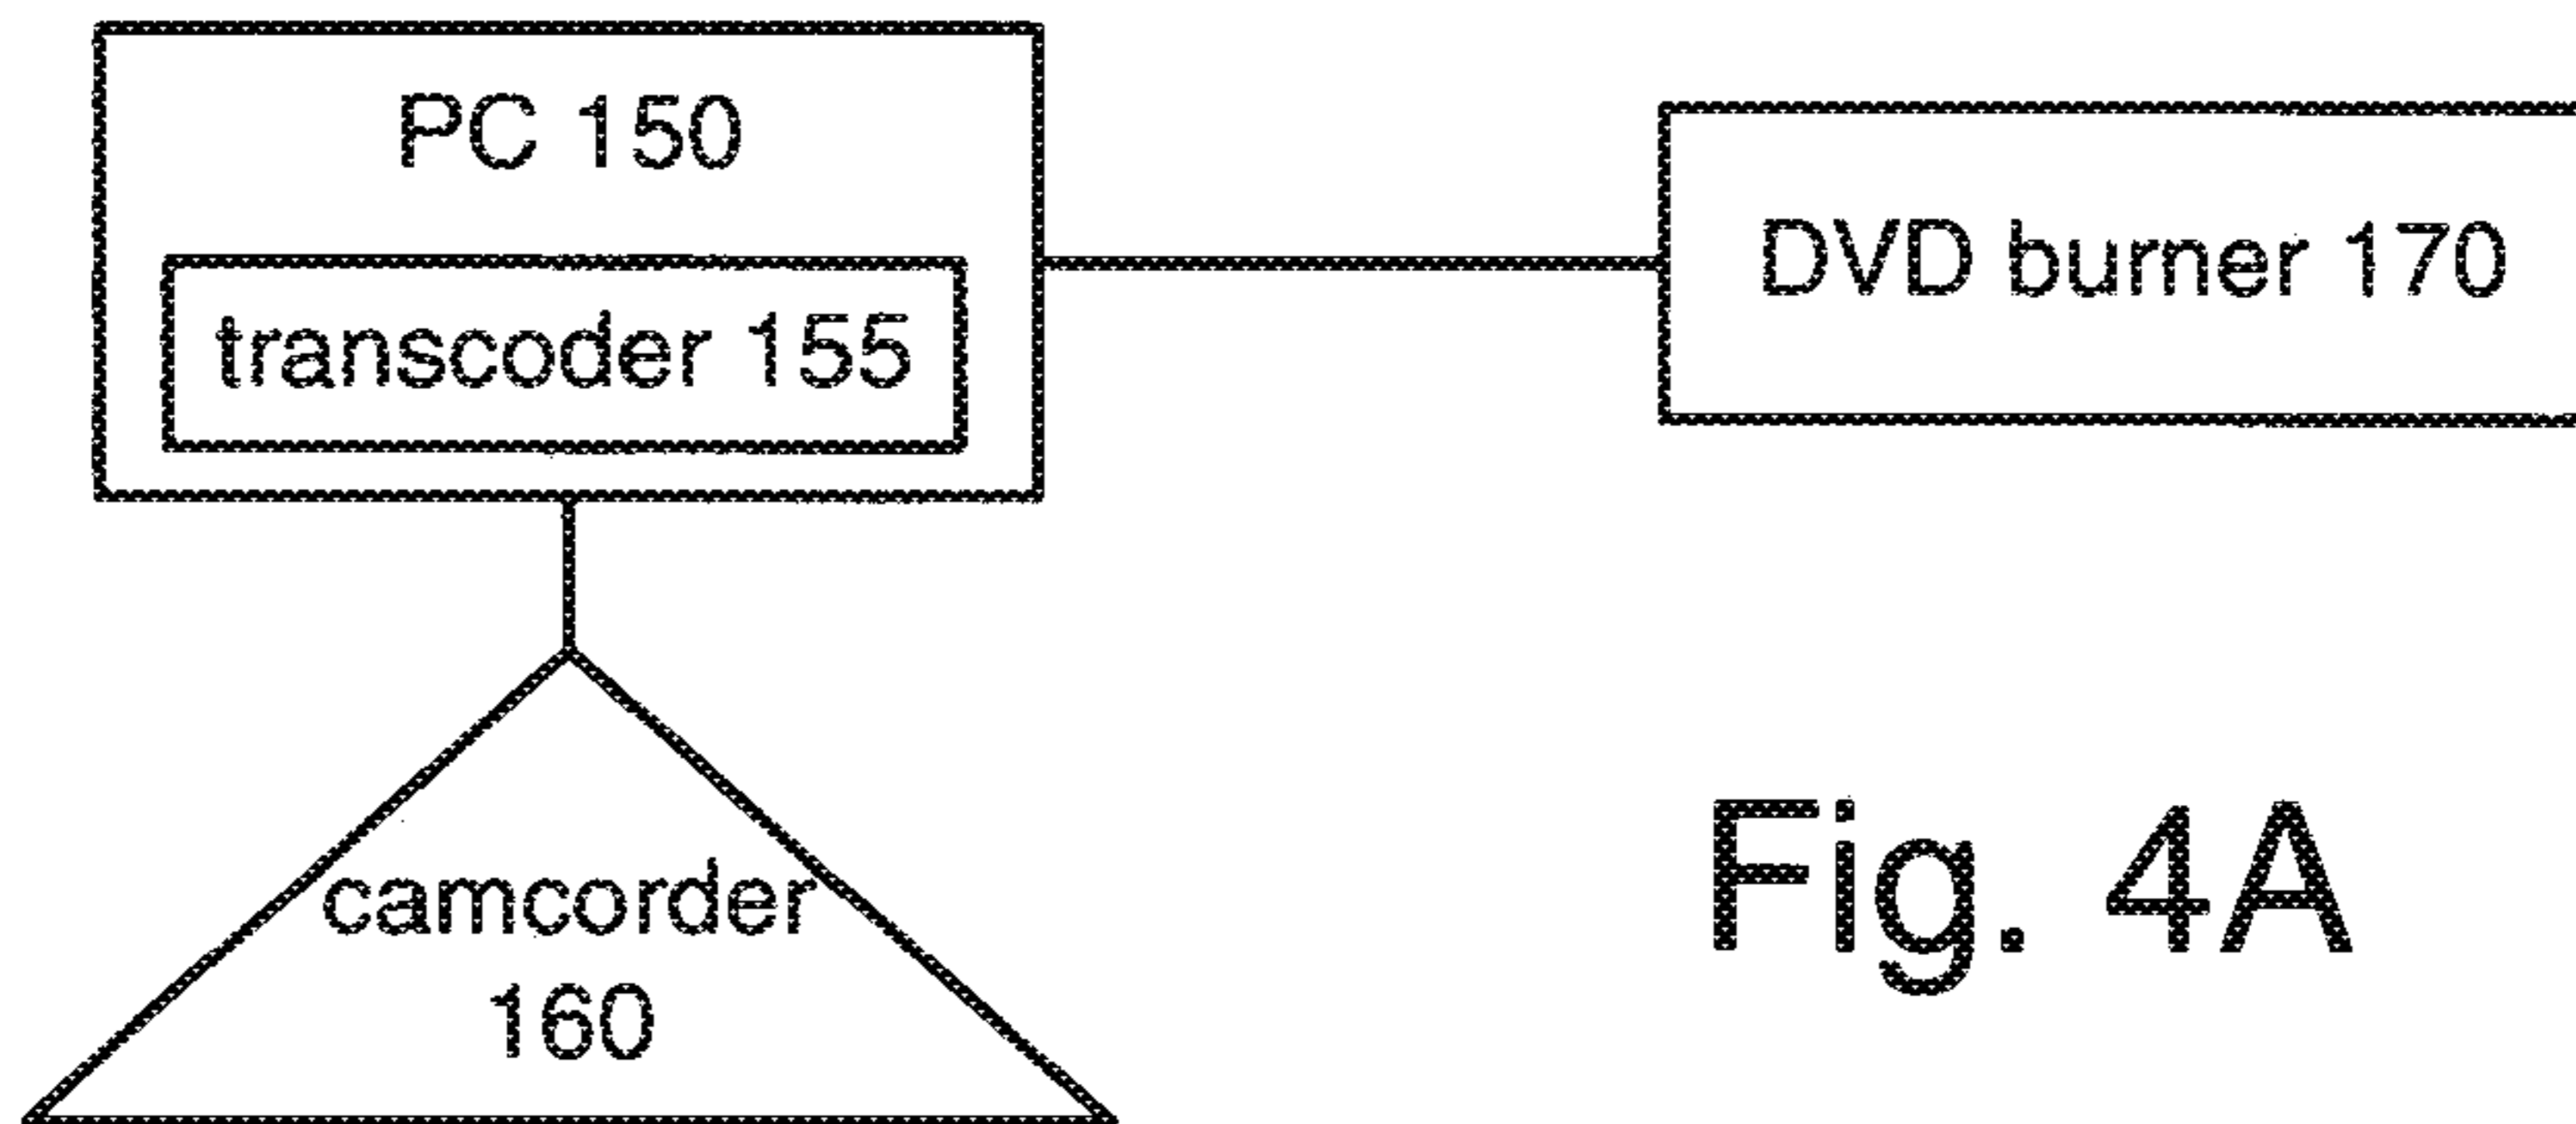 PC 150
transcoder 155
DVD burner 170
camcorder
160
Fig. 4A